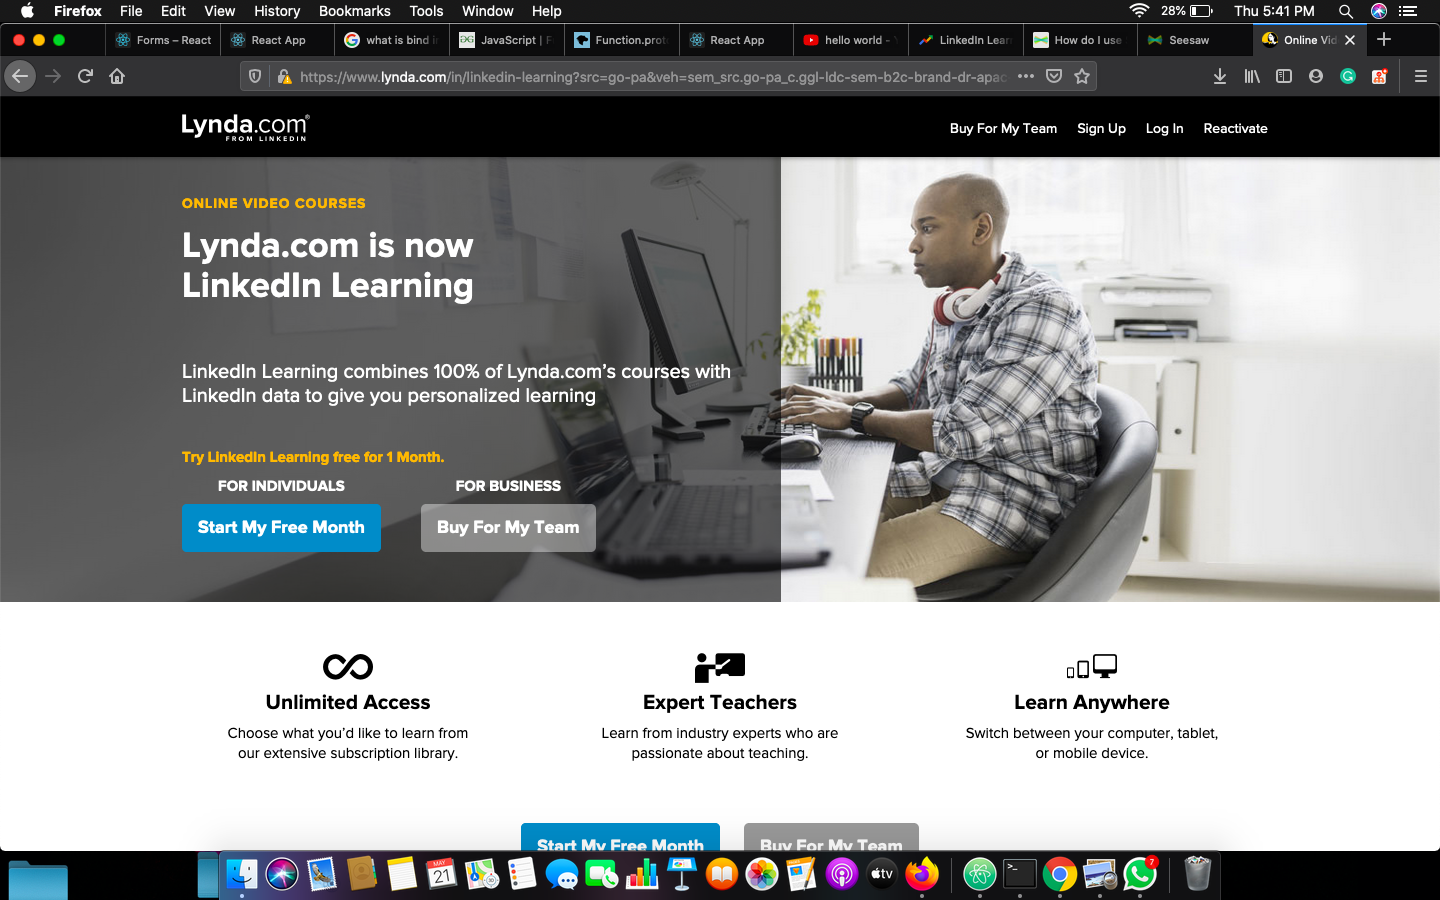 Firefox File Edit View History Bookmarks Tools Window Help 28% Thu 5:41 PM
Forms – React React App what is bind i JavaScript | F Function.prot React App hello world - LinkedIn Lear How do I use Seesaw Online Vid
https://www.lynda.com/in/linkedin-learning?src=go-pa&veh=sem_src.go-pa_c.ggl-ldc-sem-b2c-brand-dr-apac
Lynda.com®
FROM LINKEDIN
Buy For My Team Sign Up Log In Reactivate
ONLINE VIDEO COURSES
Lynda.com is now
LinkedIn Learning
LinkedIn Learning combines 100% of Lynda.com’s courses with
LinkedIn data to give you personalized learning
Try LinkedIn Learning free for 1 Month.
FOR INDIVIDUALS FOR BUSINESS
Start My Free Month Buy For My Team
Unlimited Access
Choose what you’d like to learn from
our extensive subscription library.
Expert Teachers
Learn from industry experts who are
passionate about teaching.
Learn Anywhere
Switch between your computer, tablet,
or mobile device.
Start My Free Month Buy For My Team
MAY
21
tv
7